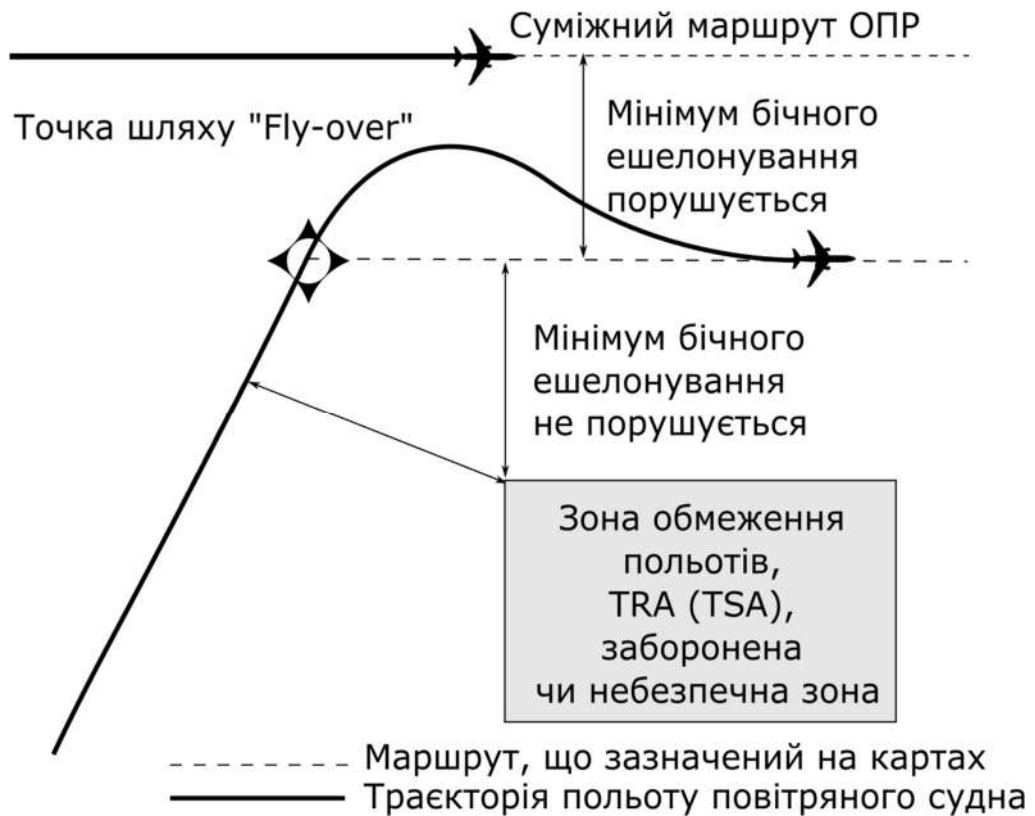 Суміжний маршрут ОПР
Точка шляху "Fly-over"
Мінімум бічного
ешелонування
порушується
Мінімум бічного
ешелонування
не порушується
Зона обмеження
польотів,
TRA (TSA),
заборонена
чи небезпечна зона
Маршрут, що зазначений на картах
Траєкторія польоту повітряного судна